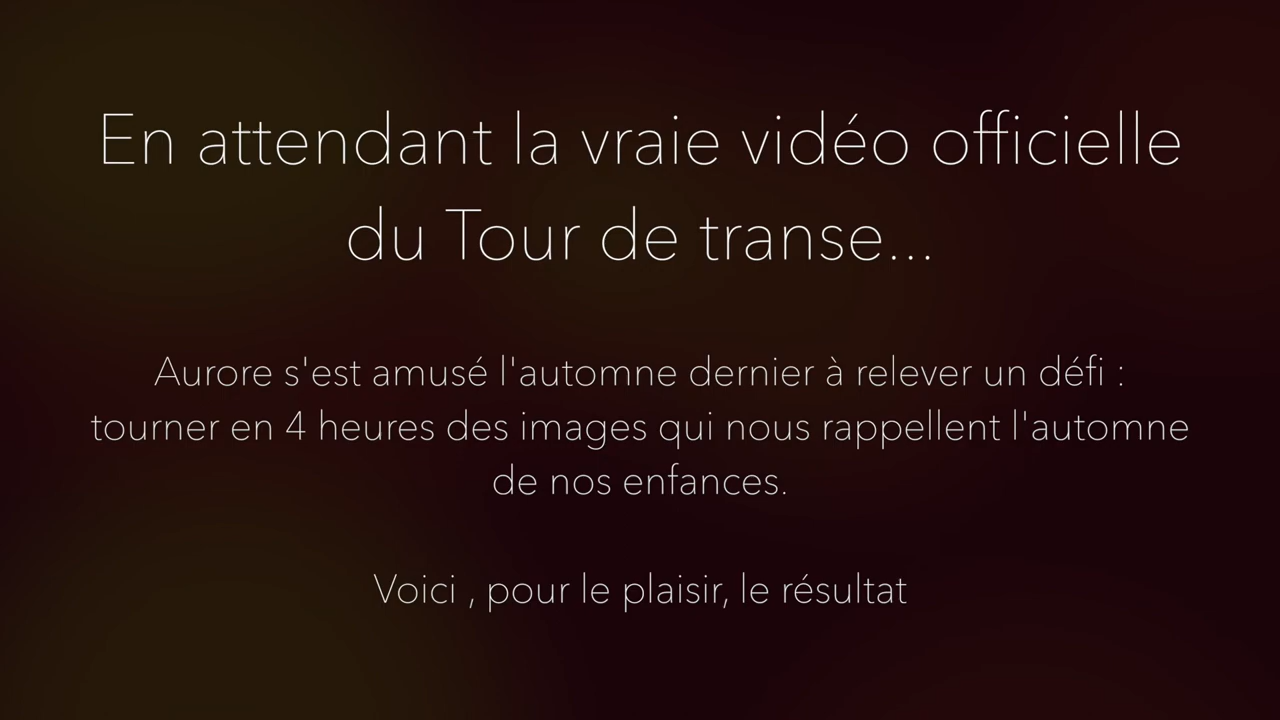 En attendant la vraie vidéo officielle
du Tour de transe...
Aurore s'est amusé l'automne dernier à relever un défi :
tourner en 4 heures des images qui nous rappellent l'automne
de nos enfances.
Voici , pour le plaisir, le résultat